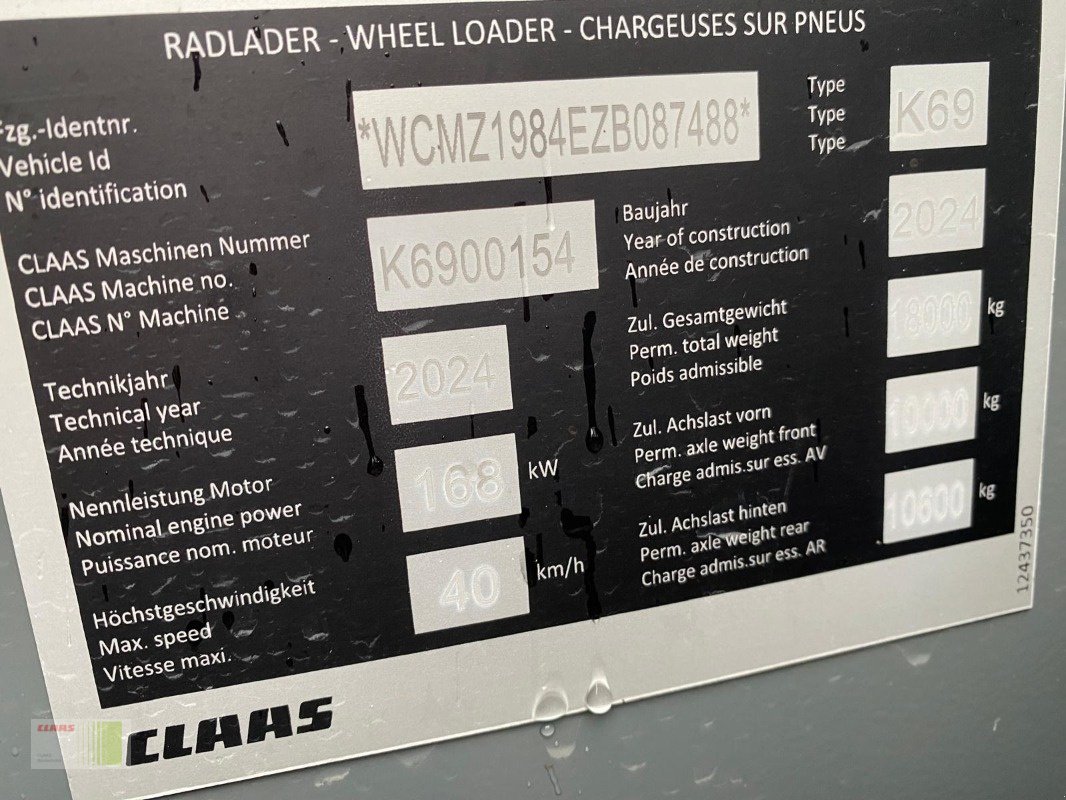 RADLADER - WHEEL LOADER - CHARGEUSES SUR PNEUS
Fzg.-Identnr.
Vehicle Id
N° identification
*WCMZ1984EZB087488*
Type
Type
Type
K69
CLAAS Maschinen Nummer
CLAAS Machine no.
CLAAS N° Machine
K6900154
Baujahr
Year of construction
Année de construction
2024
Technikjahr
Technical year
Année technique
2024
Zul. Gesamtgewicht
Perm. total weight
Poids admissible
18000 kg
Nennleistung Motor
Nominal engine power
Puissance nom. moteur
168 kW
Zul. Achslast vorn
Perm. axle weight front
Charge admis.sur ess. AV
10000 kg
Höchstgeschwindigkeit
Max. speed
Vitesse maxi.
40 km/h
Zul. Achslast hinten
Perm. axle weight rear
Charge admis.sur ess. AR
10600 kg
12437350
CLAAS
CLAAS